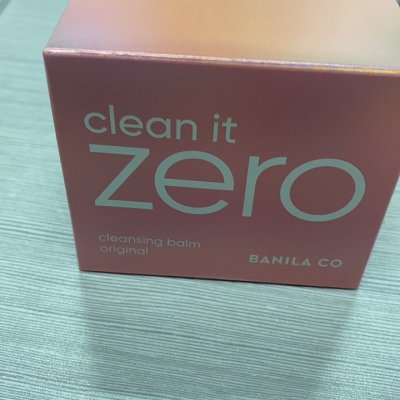 clean it
zero
cleansing balm
original
BANILA CO